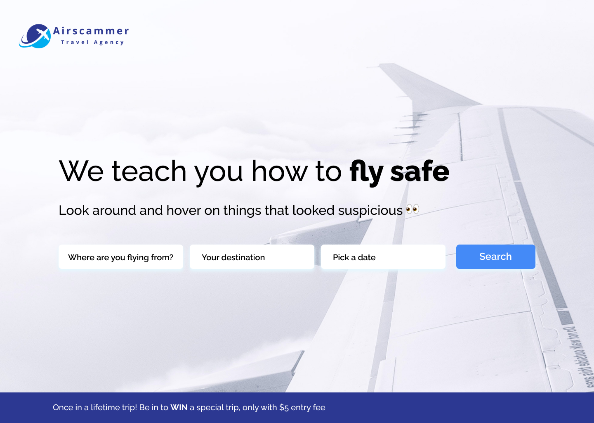 Airscammer
Travel Agency
We teach you how to fly safe
Look around and hover on things that looked suspicious 👀
Where are you flying from?
Your destination
Pick a date
Search
Once in a lifetime trip! Be in to WIN a special trip, only with $5 entry fee